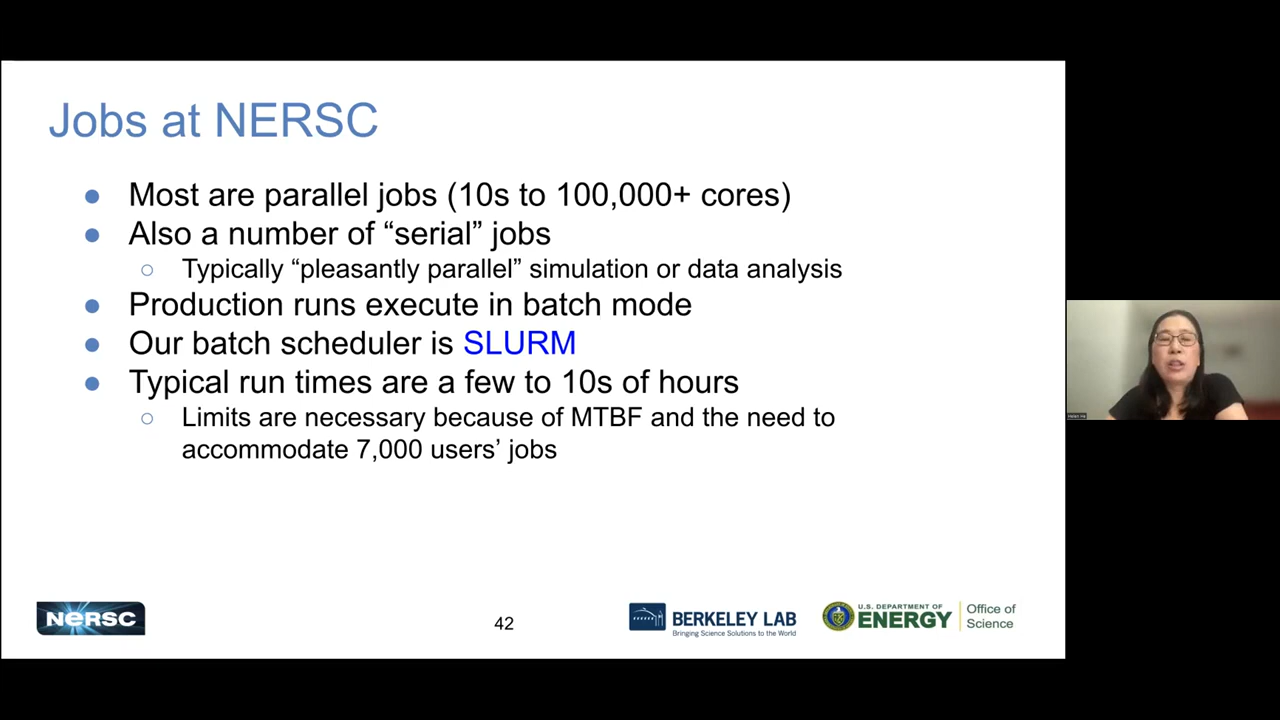 Jobs at NERSC
● Most are parallel jobs (10s to 100,000+ cores)
● Also a number of “serial” jobs
○ Typically “pleasantly parallel” simulation or data analysis
● Production runs execute in batch mode
● Our batch scheduler is SLURM
● Typical run times are a few to 10s of hours
○ Limits are necessary because of MTBF and the need to
accommodate 7,000 users’ jobs
NERSC
42
BERKELEY LAB
Bringing Science Solutions to the World
U.S. DEPARTMENT OF
ENERGY
Office of
Science